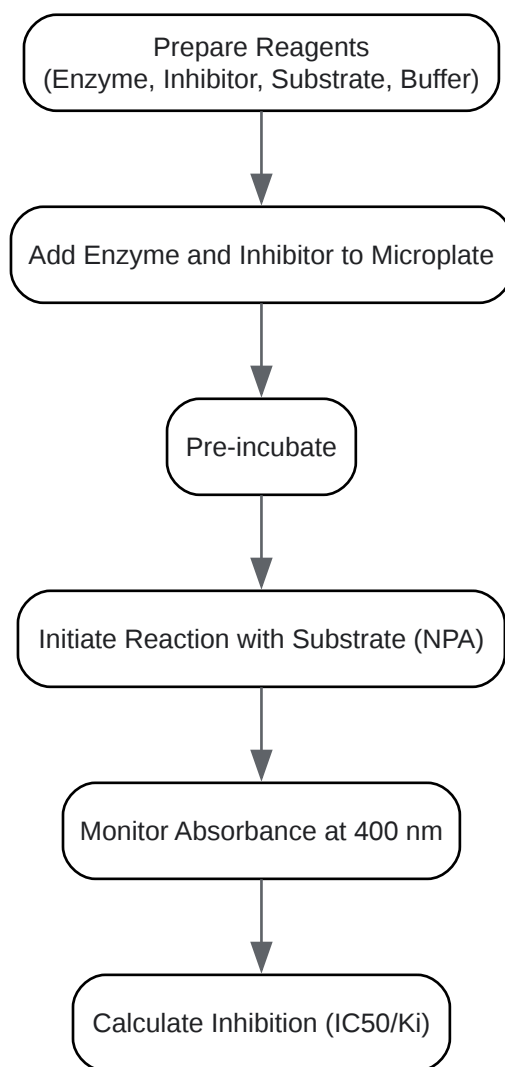 Prepare Reagents
(Enzyme, Inhibitor, Substrate, Buffer)
Add Enzyme and Inhibitor to Microplate
Pre-incubate
Initiate Reaction with Substrate (NPA)
Monitor Absorbance at 400 nm
Calculate Inhibition (IC50/Ki)